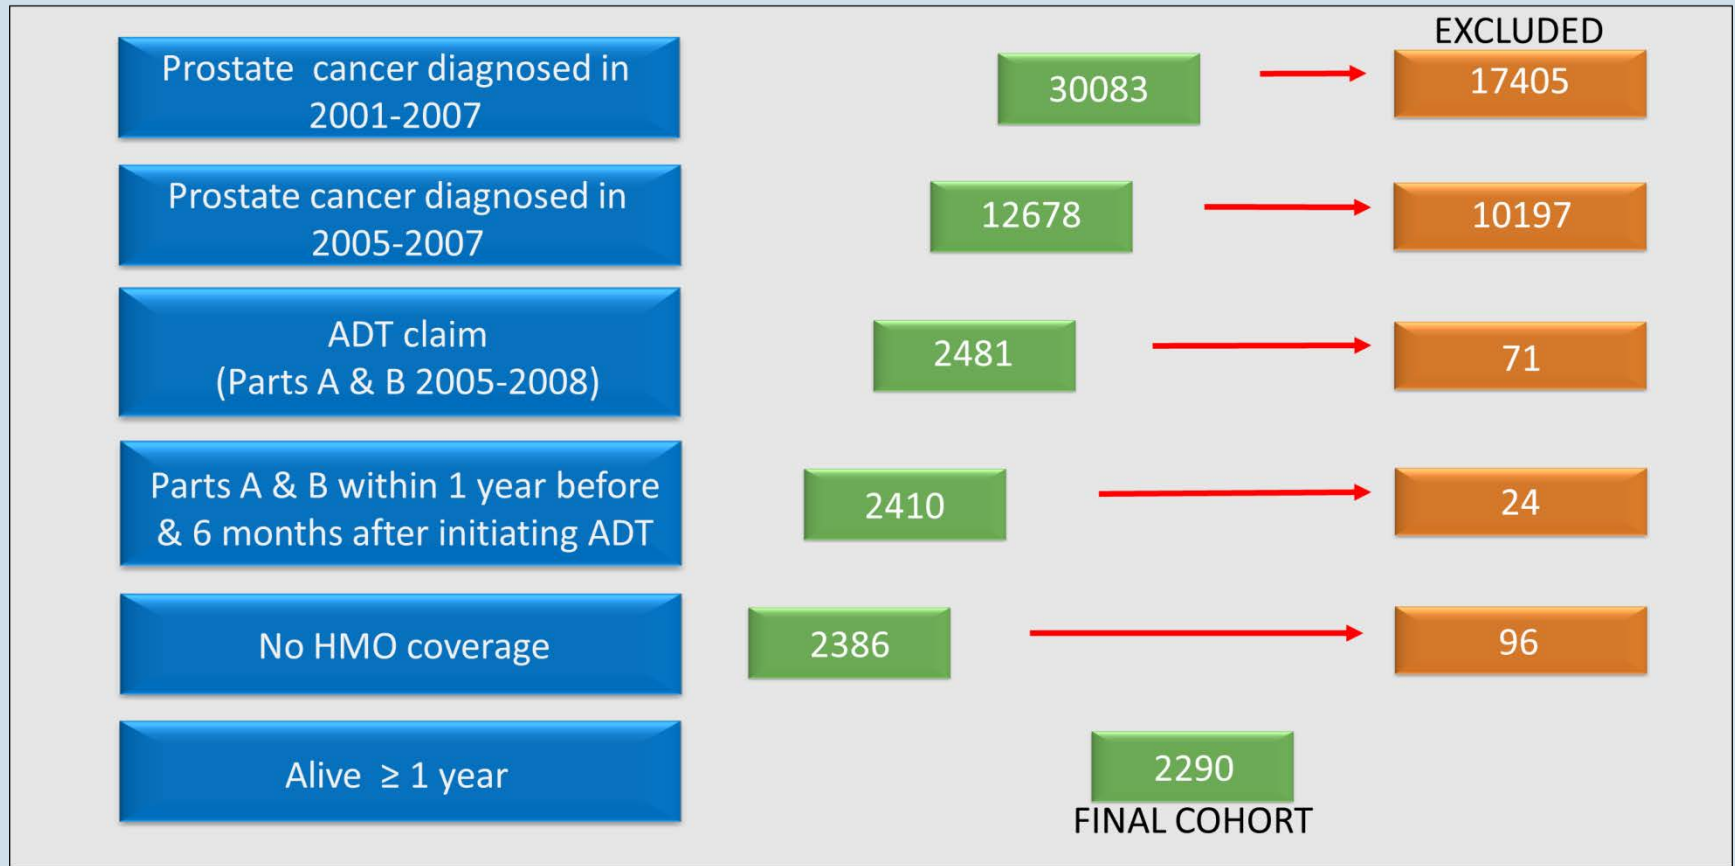 EXCLUDED
Prostate cancer diagnosed in
2001-2007
30083
17405
Prostate cancer diagnosed in
2005-2007
12678
10197
ADT claim
(Parts A & B 2005-2008)
2481
71
Parts A & B within 1 year before
& 6 months after initiating ADT
2410
24
No HMO coverage
2386
96
Alive ≥ 1 year
2290
FINAL COHORT